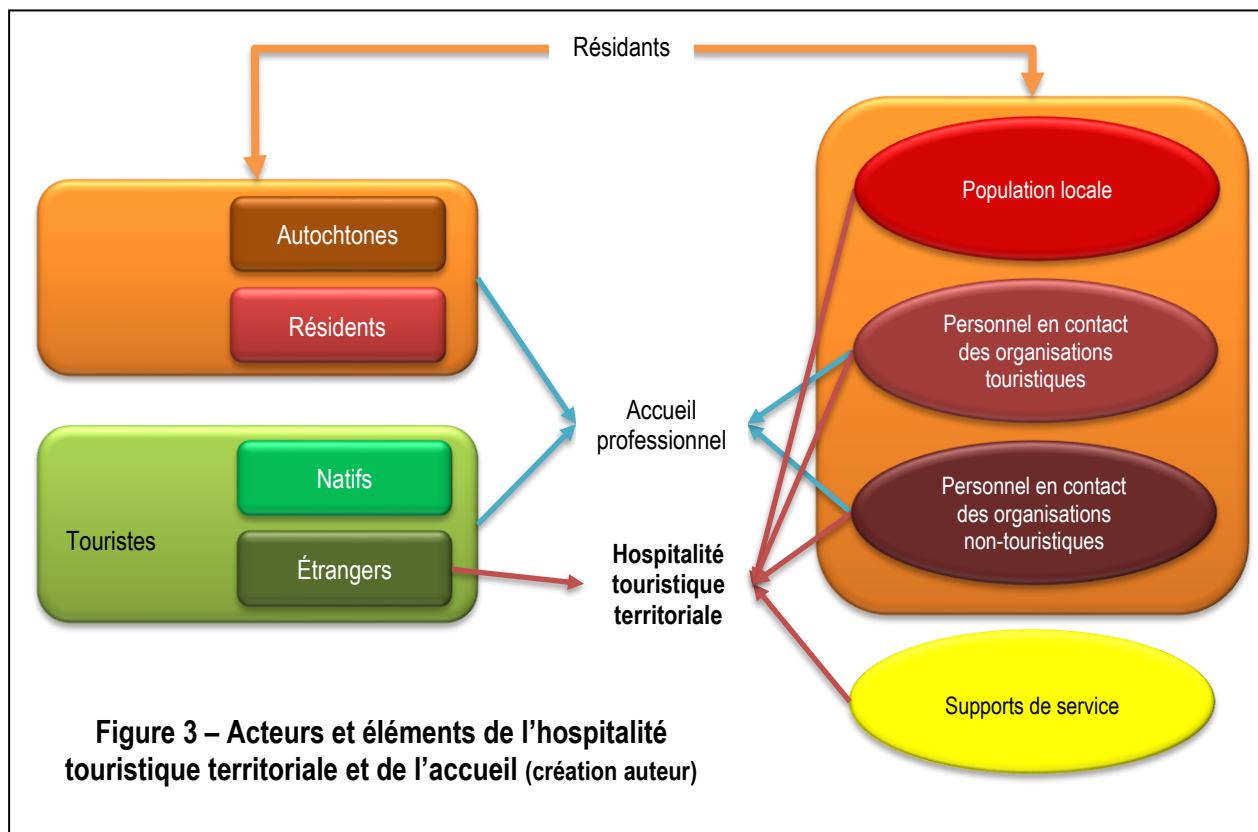 Résidants
Autochtones
Résidents
Touristes
Natifs
Étrangers
Accueil
professionnel
Hospitalité
touristique
territoriale
Population locale
Personnel en contact
des organisations
touristiques
Personnel en contact
des organisations
non-touristiques
Supports de service
Figure 3 – Acteurs et éléments de l’hospitalité
touristique territoriale et de l’accueil (création auteur)